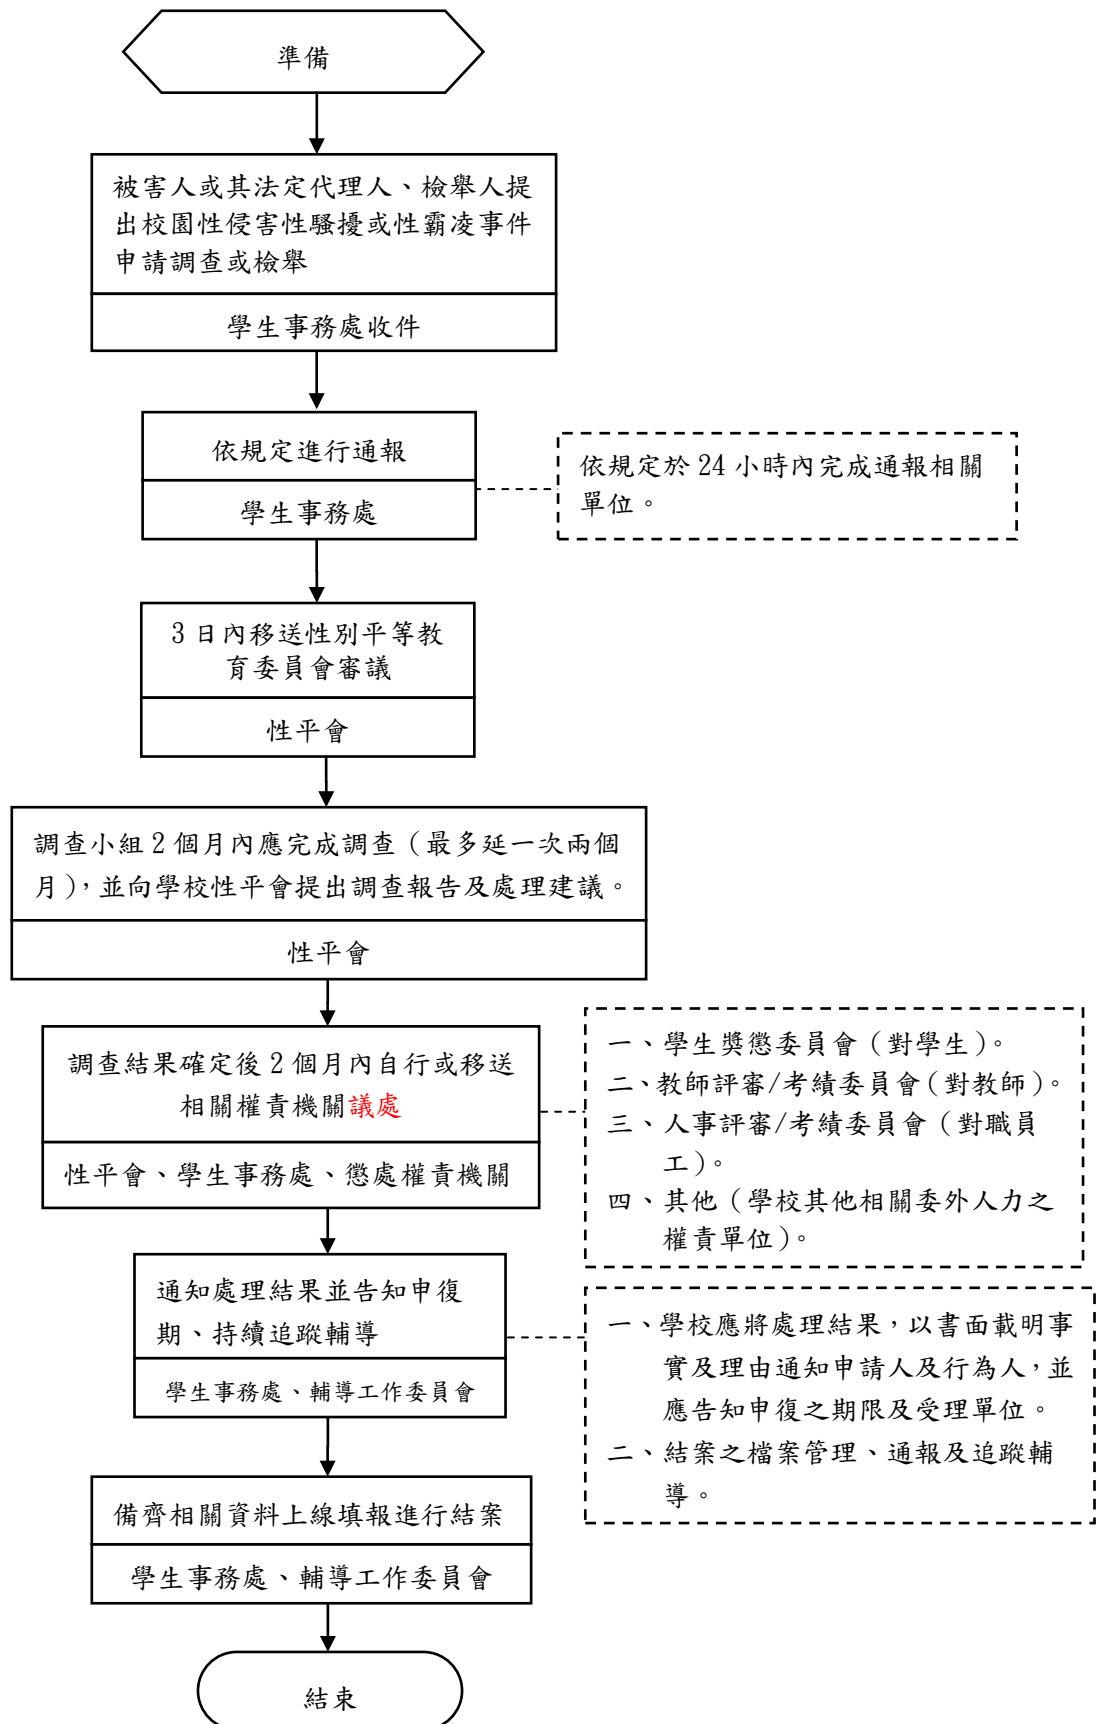 準備
被害人或其法定代理人、檢舉人提
出校園性侵害性騷擾或性霸凌事件
申請調查或檢舉
學生事務處收件
依規定進行通報
學生事務處
依規定於 24 小時內完成通報相關
單位。
3 日內移送性別平等教
育委員會審議
性平會
調查小組 2 個月內應完成調查（最多延一次兩個
月），並向學校性平會提出調查報告及處理建議。
性平會
調查結果確定後 2 個月內自行或移送
相關權責機關議處
性平會、學生事務處、懲處權責機關
一、學生獎懲委員會（對學生）。
二、教師評審/考績委員會（對教師）。
三、人事評審/考績委員會（對職員
工）。
四、其他（學校其他相關委外人力之
權責單位）。
通知處理結果並告知申復
期、持續追蹤輔導
學生事務處、輔導工作委員會
一、學校應將處理結果，以書面載明事
實及理由通知申請人及行為人，並
應告知申復之期限及受理單位。
二、結案之檔案管理、通報及追蹤輔
導。
備齊相關資料上線填報進行結案
學生事務處、輔導工作委員會
結束